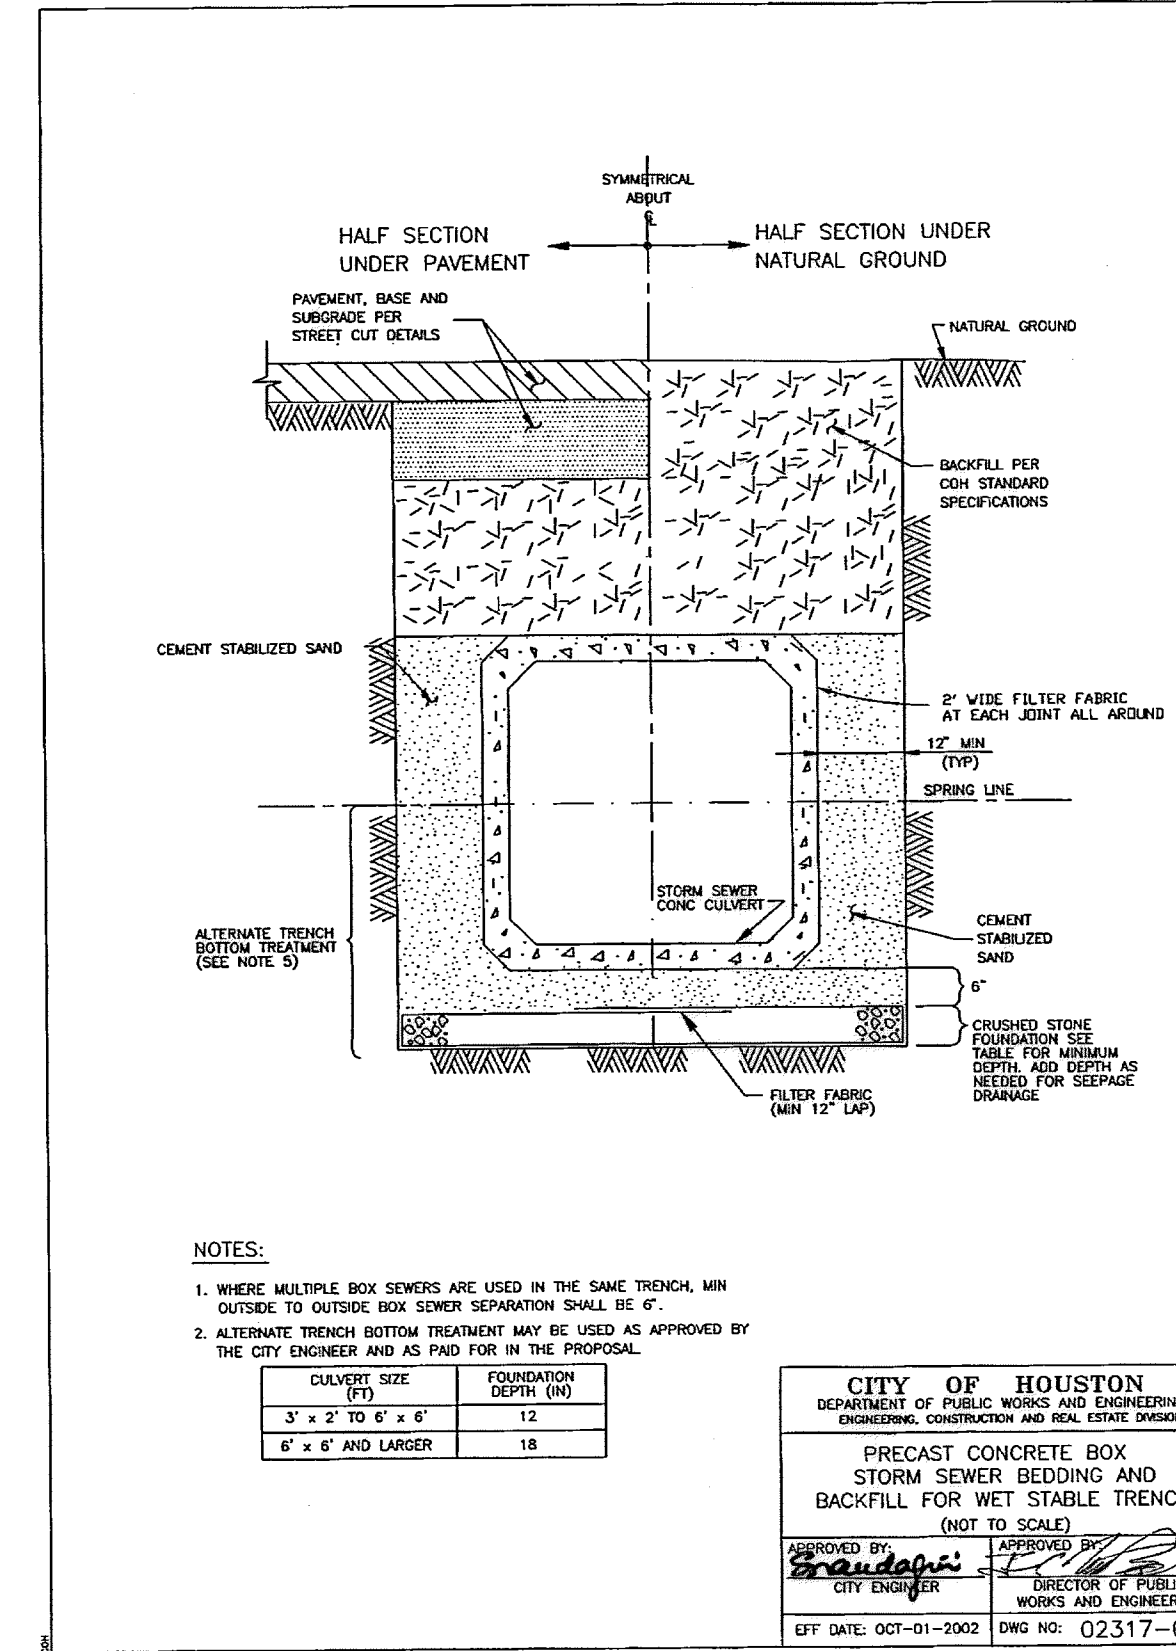 SYMMETRICAL
ABOUT
℄
HALF SECTION
UNDER PAVEMENT
HALF SECTION UNDER
NATURAL GROUND
PAVEMENT, BASE AND
SUBGRADE PER
STREET CUT DETAILS
NATURAL GROUND
BACKFILL PER
COH STANDARD
SPECIFICATIONS
CEMENT STABILIZED SAND
2' WIDE FILTER FABRIC
AT EACH JOINT ALL AROUND
12" MIN
(TYP)
SPRING LINE
STORM SEWER
CONC CULVERT
ALTERNATE TRENCH
BOTTOM TREATMENT
(SEE NOTE 5)
CEMENT
STABILIZED
SAND
6"
CRUSHED STONE
FOUNDATION SEE
TABLE FOR MINIMUM
DEPTH. ADD DEPTH AS
NEEDED FOR SEEPAGE
DRAINAGE
FILTER FABRIC
(MIN 12" LAP)
NOTES:
1. WHERE MULTIPLE BOX SEWERS ARE USED IN THE SAME TRENCH, MIN
OUTSIDE TO OUTSIDE BOX SEWER SEPARATION SHALL BE 6".
2. ALTERNATE TRENCH BOTTOM TREATMENT MAY BE USED AS APPROVED BY
THE CITY ENGINEER AND AS PAID FOR IN THE PROPOSAL
CULVERT SIZE
(FT)
FOUNDATION
DEPTH (IN)
3' x 2' TO 6' x 6' 12
6' x 6' AND LARGER 18
CITY OF HOUSTON
DEPARTMENT OF PUBLIC WORKS AND ENGINEERIN
ENGINEERING, CONSTRUCTION AND REAL ESTATE DIVISIO
PRECAST CONCRETE BOX
STORM SEWER BEDDING AND
BACKFILL FOR WET STABLE TRENC
(NOT TO SCALE)
APPROVED BY:
CITY ENGINEER
APPROVED BY:
DIRECTOR OF PUBLI
WORKS AND ENGINEER
EFF DATE: OCT-01-2002
DWG NO: 02317-
COH